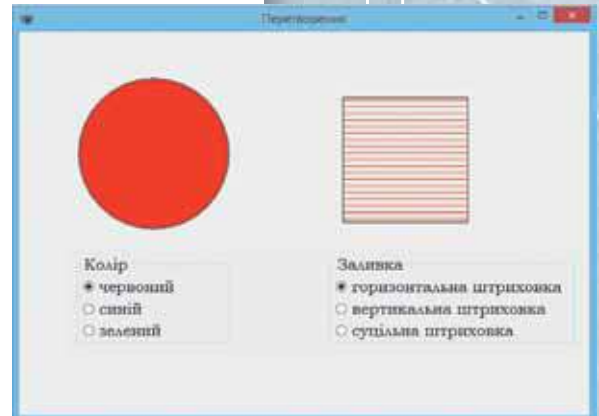 Перетворення
Колір
червоний
синій
зелений
Заливка
горизонтальна штриховка
вертикальна штриховка
суцільна штриховка